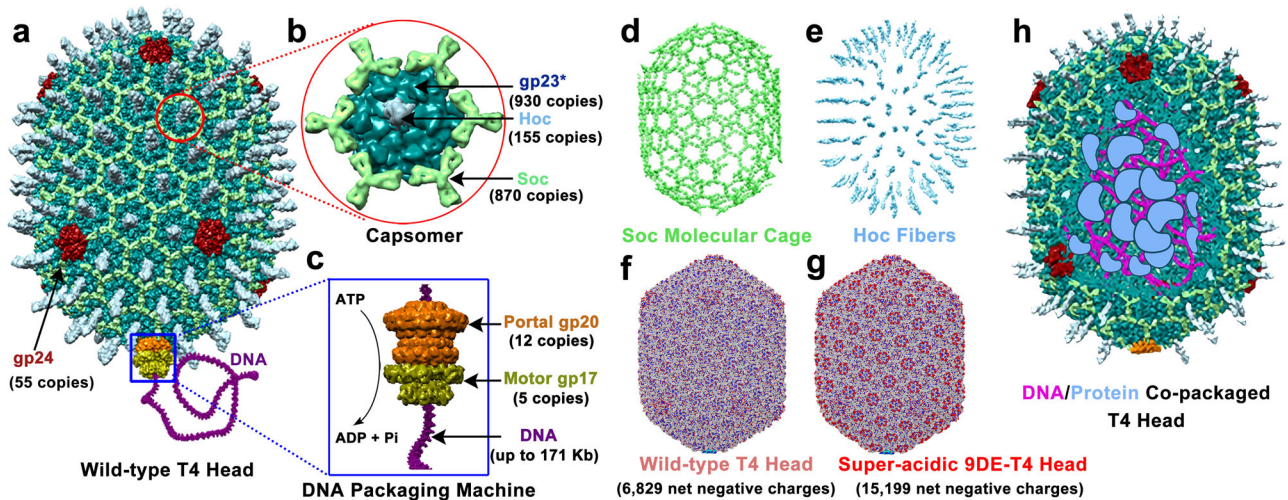 a
gp24
(55 copies)
DNA
Wild-type T4 Head
b
gp23*
(930 copies)
Hoc
(155 copies)
Soc
(870 copies)
Capsomer
c
ATP
Portal gp20
(12 copies)
Motor gp17
(5 copies)
ADP + Pi
DNA
(up to 171 Kb)
DNA Packaging Machine
d
Soc Molecular Cage
e
Hoc Fibers
f
Wild-type T4 Head
(6,829 net negative charges)
g
Super-acidic 9DE-T4 Head
(15,199 net negative charges)
h
DNA/Protein Co-packaged
T4 Head